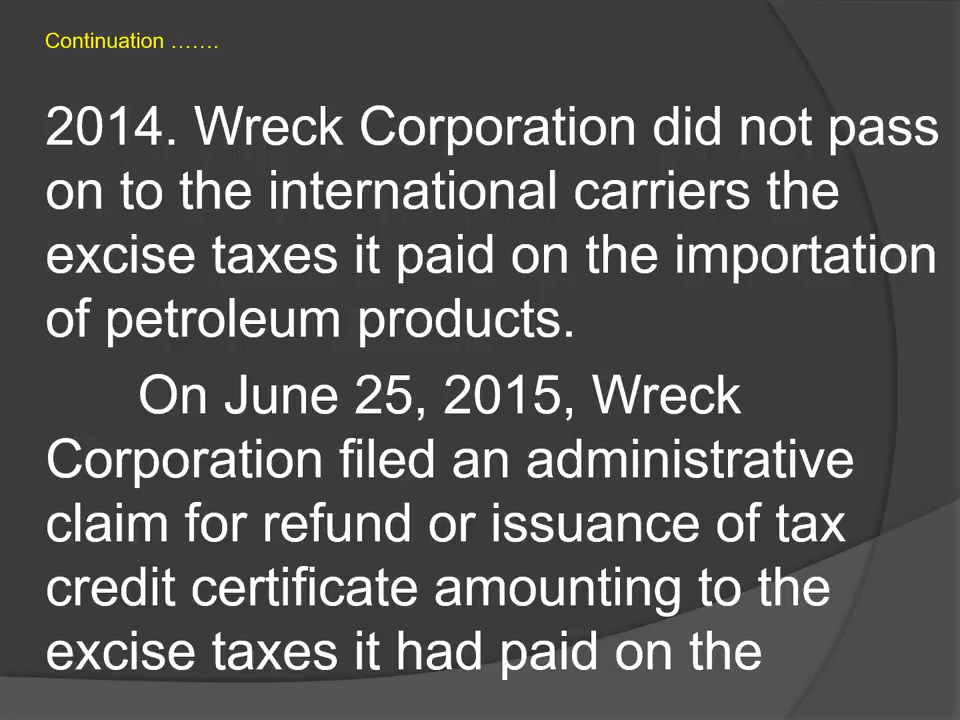 Continuation …….
2014. Wreck Corporation did not pass
on to the international carriers the
excise taxes it paid on the importation
of petroleum products.
On June 25, 2015, Wreck
Corporation filed an administrative
claim for refund or issuance of tax
credit certificate amounting to the
excise taxes it had paid on the